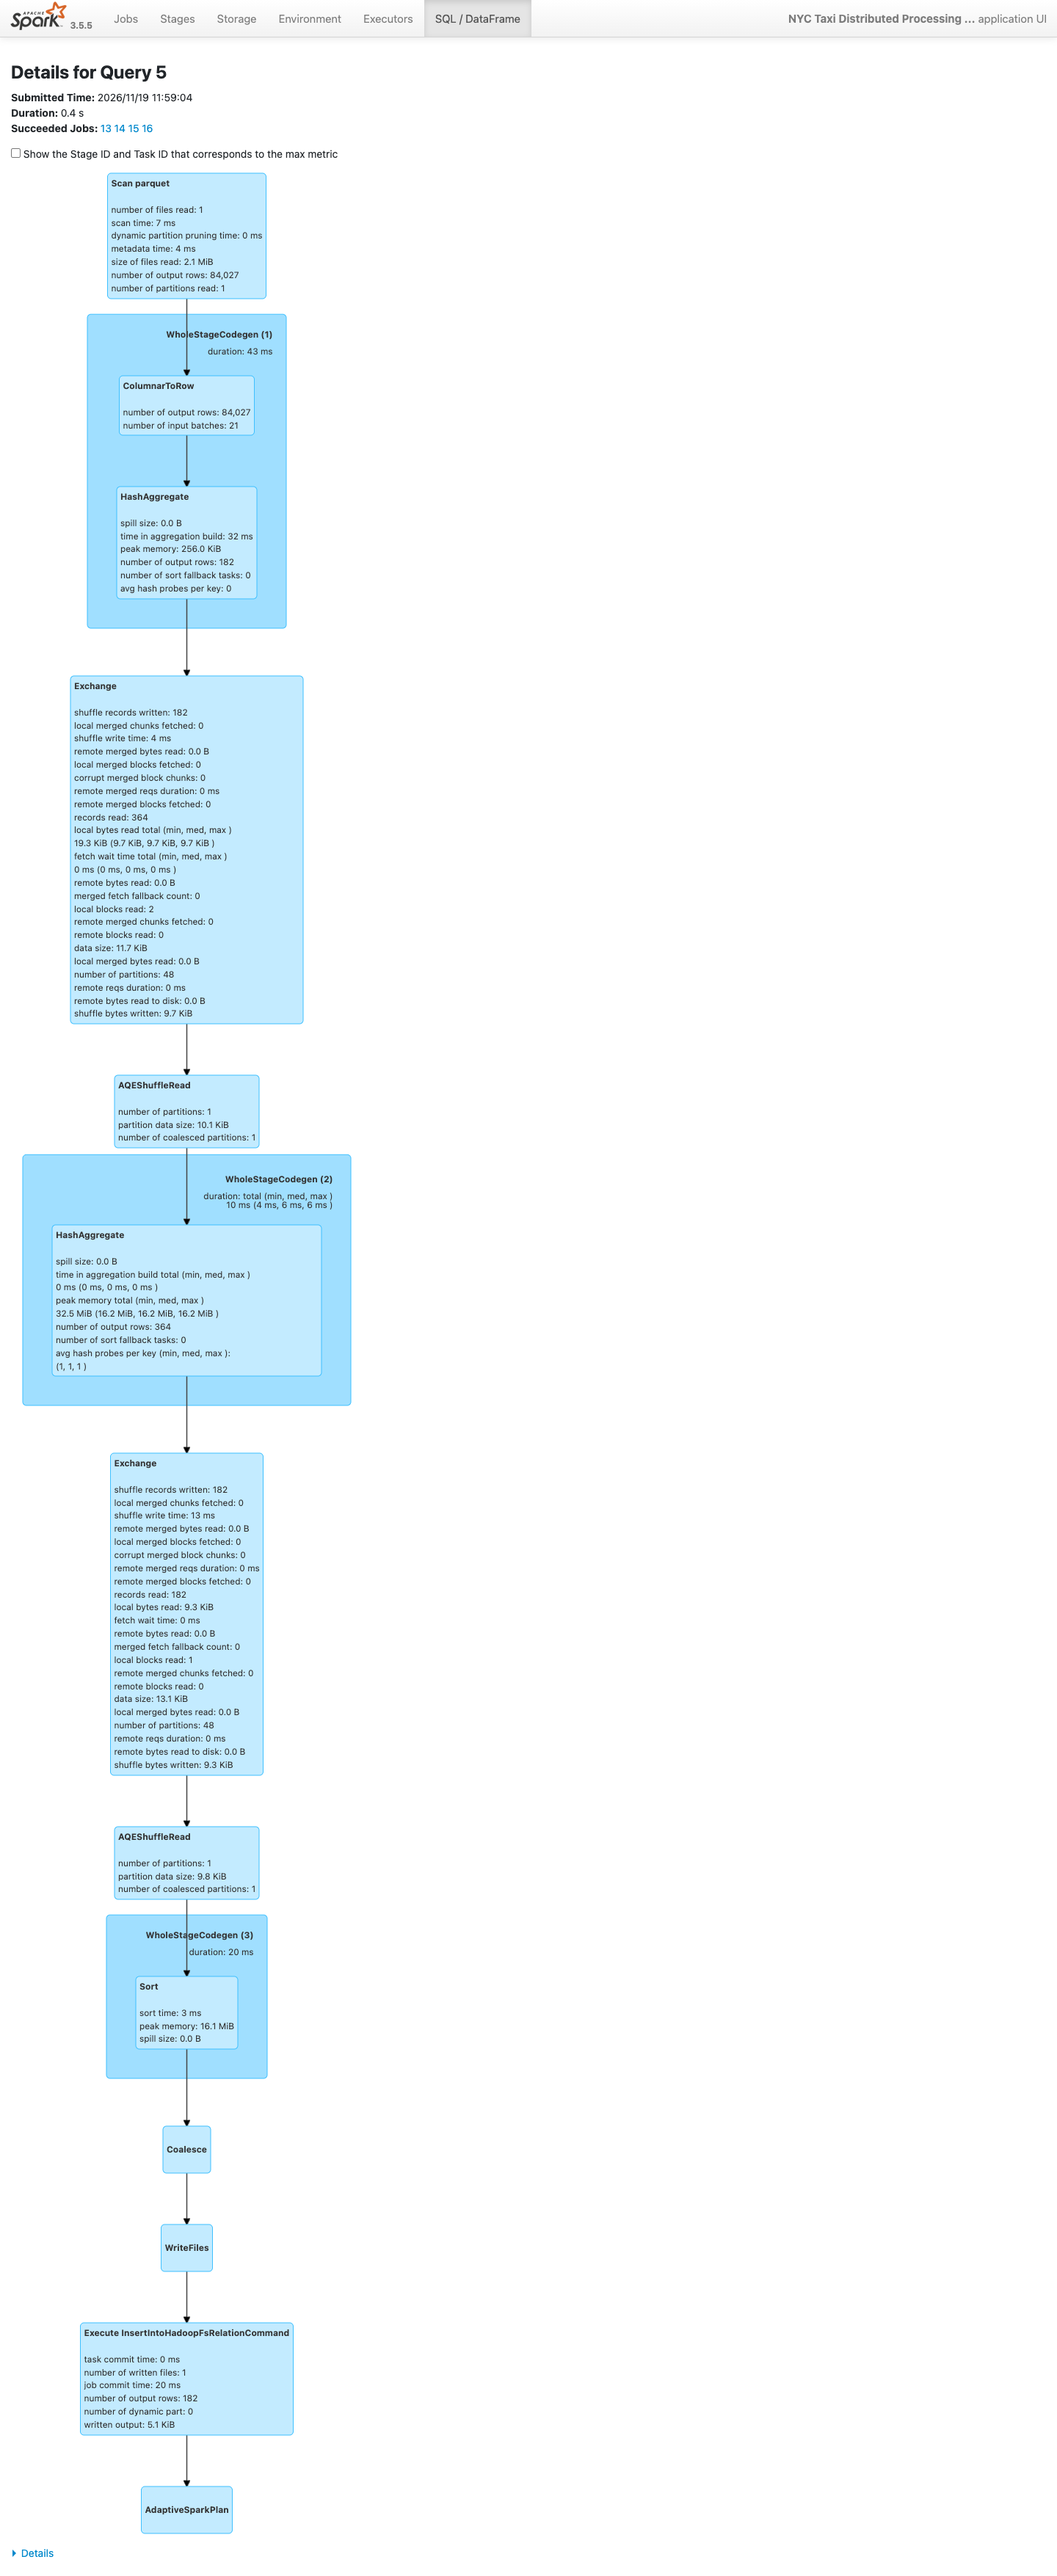 APACHE Spark 3.5.5 Jobs Stages Storage Environment Executors SQL / DataFrame NYC Taxi Distributed Processing ... application UI
Details for Query 5
Submitted Time: 2026/11/19 11:59:04
Duration: 0.4 s
Succeeded Jobs: 13 14 15 16
Show the Stage ID and Task ID that corresponds to the max metric
Scan parquet
number of files read: 1
scan time: 7 ms
dynamic partition pruning time: 0 ms
metadata time: 4 ms
size of files read: 2.1 MiB
number of output rows: 84,027
number of partitions read: 1
WholeStageCodegen (1)
duration: 43 ms
ColumnarToRow
number of output rows: 84,027
number of input batches: 21
HashAggregate
spill size: 0.0 B
time in aggregation build: 32 ms
peak memory: 256.0 KiB
number of output rows: 182
number of sort fallback tasks: 0
avg hash probes per key: 0
Exchange
shuffle records written: 182
local merged chunks fetched: 0
shuffle write time: 4 ms
remote merged bytes read: 0.0 B
local merged blocks fetched: 0
corrupt merged block chunks: 0
remote merged reqs duration: 0 ms
remote merged blocks fetched: 0
records read: 364
local bytes read total (min, med, max )
19.3 KiB (9.7 KiB, 9.7 KiB, 9.7 KiB )
fetch wait time total (min, med, max )
0 ms (0 ms, 0 ms, 0 ms )
remote bytes read: 0.0 B
merged fetch fallback count: 0
local blocks read: 2
remote merged chunks fetched: 0
remote blocks read: 0
data size: 11.7 KiB
local merged bytes read: 0.0 B
number of partitions: 48
remote reqs duration: 0 ms
remote bytes read to disk: 0.0 B
shuffle bytes written: 9.7 KiB
AQEShuffleRead
number of partitions: 1
partition data size: 10.1 KiB
number of coalesced partitions: 1
WholeStageCodegen (2)
duration: total (min, med, max )
10 ms (4 ms, 6 ms, 6 ms )
HashAggregate
spill size: 0.0 B
time in aggregation build total (min, med, max )
0 ms (0 ms, 0 ms, 0 ms )
peak memory total (min, med, max )
32.5 MiB (16.2 MiB, 16.2 MiB, 16.2 MiB )
number of output rows: 364
number of sort fallback tasks: 0
avg hash probes per key (min, med, max ):
(1, 1, 1 )
Exchange
shuffle records written: 182
local merged chunks fetched: 0
shuffle write time: 13 ms
remote merged bytes read: 0.0 B
local merged blocks fetched: 0
corrupt merged block chunks: 0
remote merged reqs duration: 0 ms
remote merged blocks fetched: 0
records read: 182
local bytes read: 9.3 KiB
fetch wait time: 0 ms
remote bytes read: 0.0 B
merged fetch fallback count: 0
local blocks read: 1
remote merged chunks fetched: 0
remote blocks read: 0
data size: 13.1 KiB
local merged bytes read: 0.0 B
number of partitions: 48
remote reqs duration: 0 ms
remote bytes read to disk: 0.0 B
shuffle bytes written: 9.3 KiB
AQEShuffleRead
number of partitions: 1
partition data size: 9.8 KiB
number of coalesced partitions: 1
WholeStageCodegen (3)
duration: 20 ms
Sort
sort time: 3 ms
peak memory: 16.1 MiB
spill size: 0.0 B
Coalesce
WriteFiles
Execute InsertIntoHadoopFsRelationCommand
task commit time: 0 ms
number of written files: 1
job commit time: 20 ms
number of output rows: 182
number of dynamic part: 0
written output: 5.1 KiB
AdaptiveSparkPlan
Details